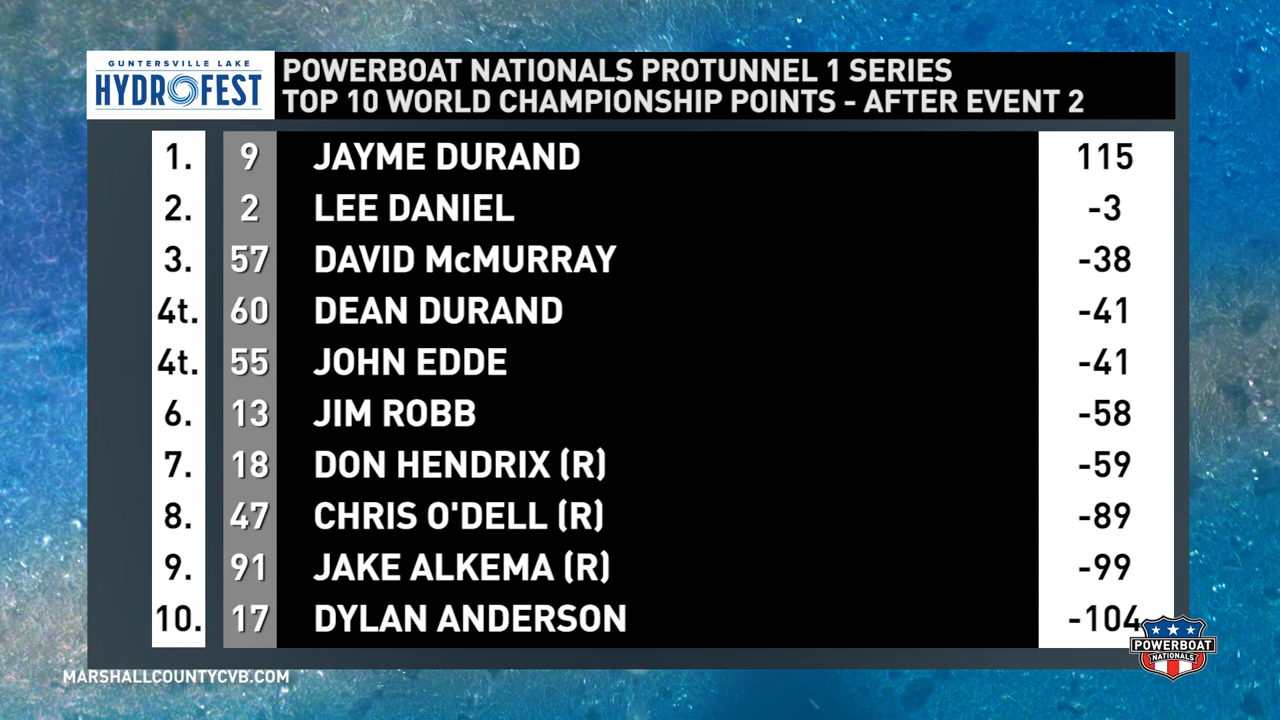 GUNTERSVILLE LAKE
HYDROFEST
POWERBOAT NATIONALS PROTUNNEL 1 SERIES
TOP 10 WORLD CHAMPIONSHIP POINTS - AFTER EVENT 2
1. 9 JAYME DURAND 115
2. 2 LEE DANIEL -3
3. 57 DAVID McMURRAY -38
4t. 60 DEAN DURAND -41
4t. 55 JOHN EDDE -41
6. 13 JIM ROBB -58
7. 18 DON HENDRIX (R) -59
8. 47 CHRIS O'DELL (R) -89
9. 91 JAKE ALKEMA (R) -99
10. 17 DYLAN ANDERSON -104
POWERBOAT
NATIONALS
MARSHALLCOUNTYCVB.COM